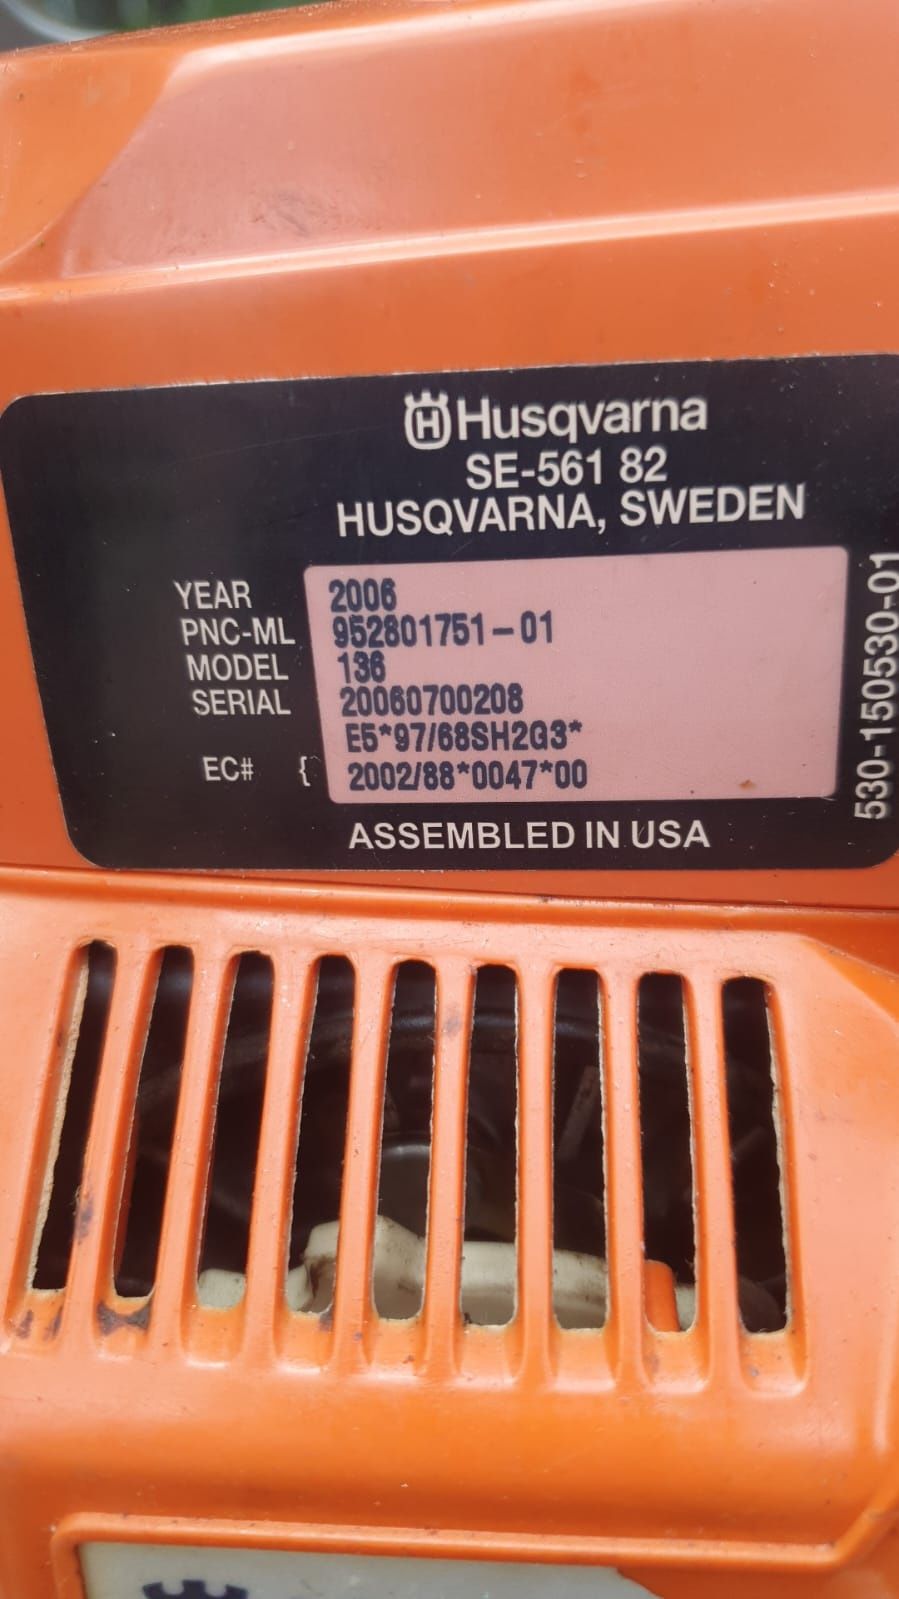 Husqvarna
SE-561 82
HUSQVARNA, SWEDEN
YEAR 2006
PNC-ML 952801751-01
MODEL 136
SERIAL 20060700208
E5*97/68SH2G3*
EC# { 2002/88*0047*00
ASSEMBLED IN USA
530-150530-01